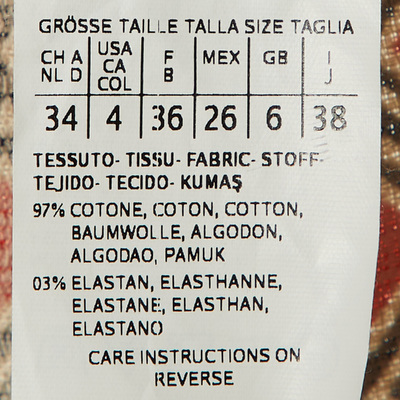 GRÖSSE TAILLE TALLA SIZE TAGLIA
CH A NL D USA CA COL F B MEX GB I J
34 4 36 26 6 38
TESSUTO- TISSU- FABRIC- STOFF-
TEJIDO- TECIDO- KUMAŞ
97% COTONE, COTON, COTTON,
BAUMWOLLE, ALGODON,
ALGODAO, PAMUK
03% ELASTAN, ELASTHANNE,
ELASTANE, ELASTHAN,
ELASTANO
CARE INSTRUCTIONS ON
REVERSE